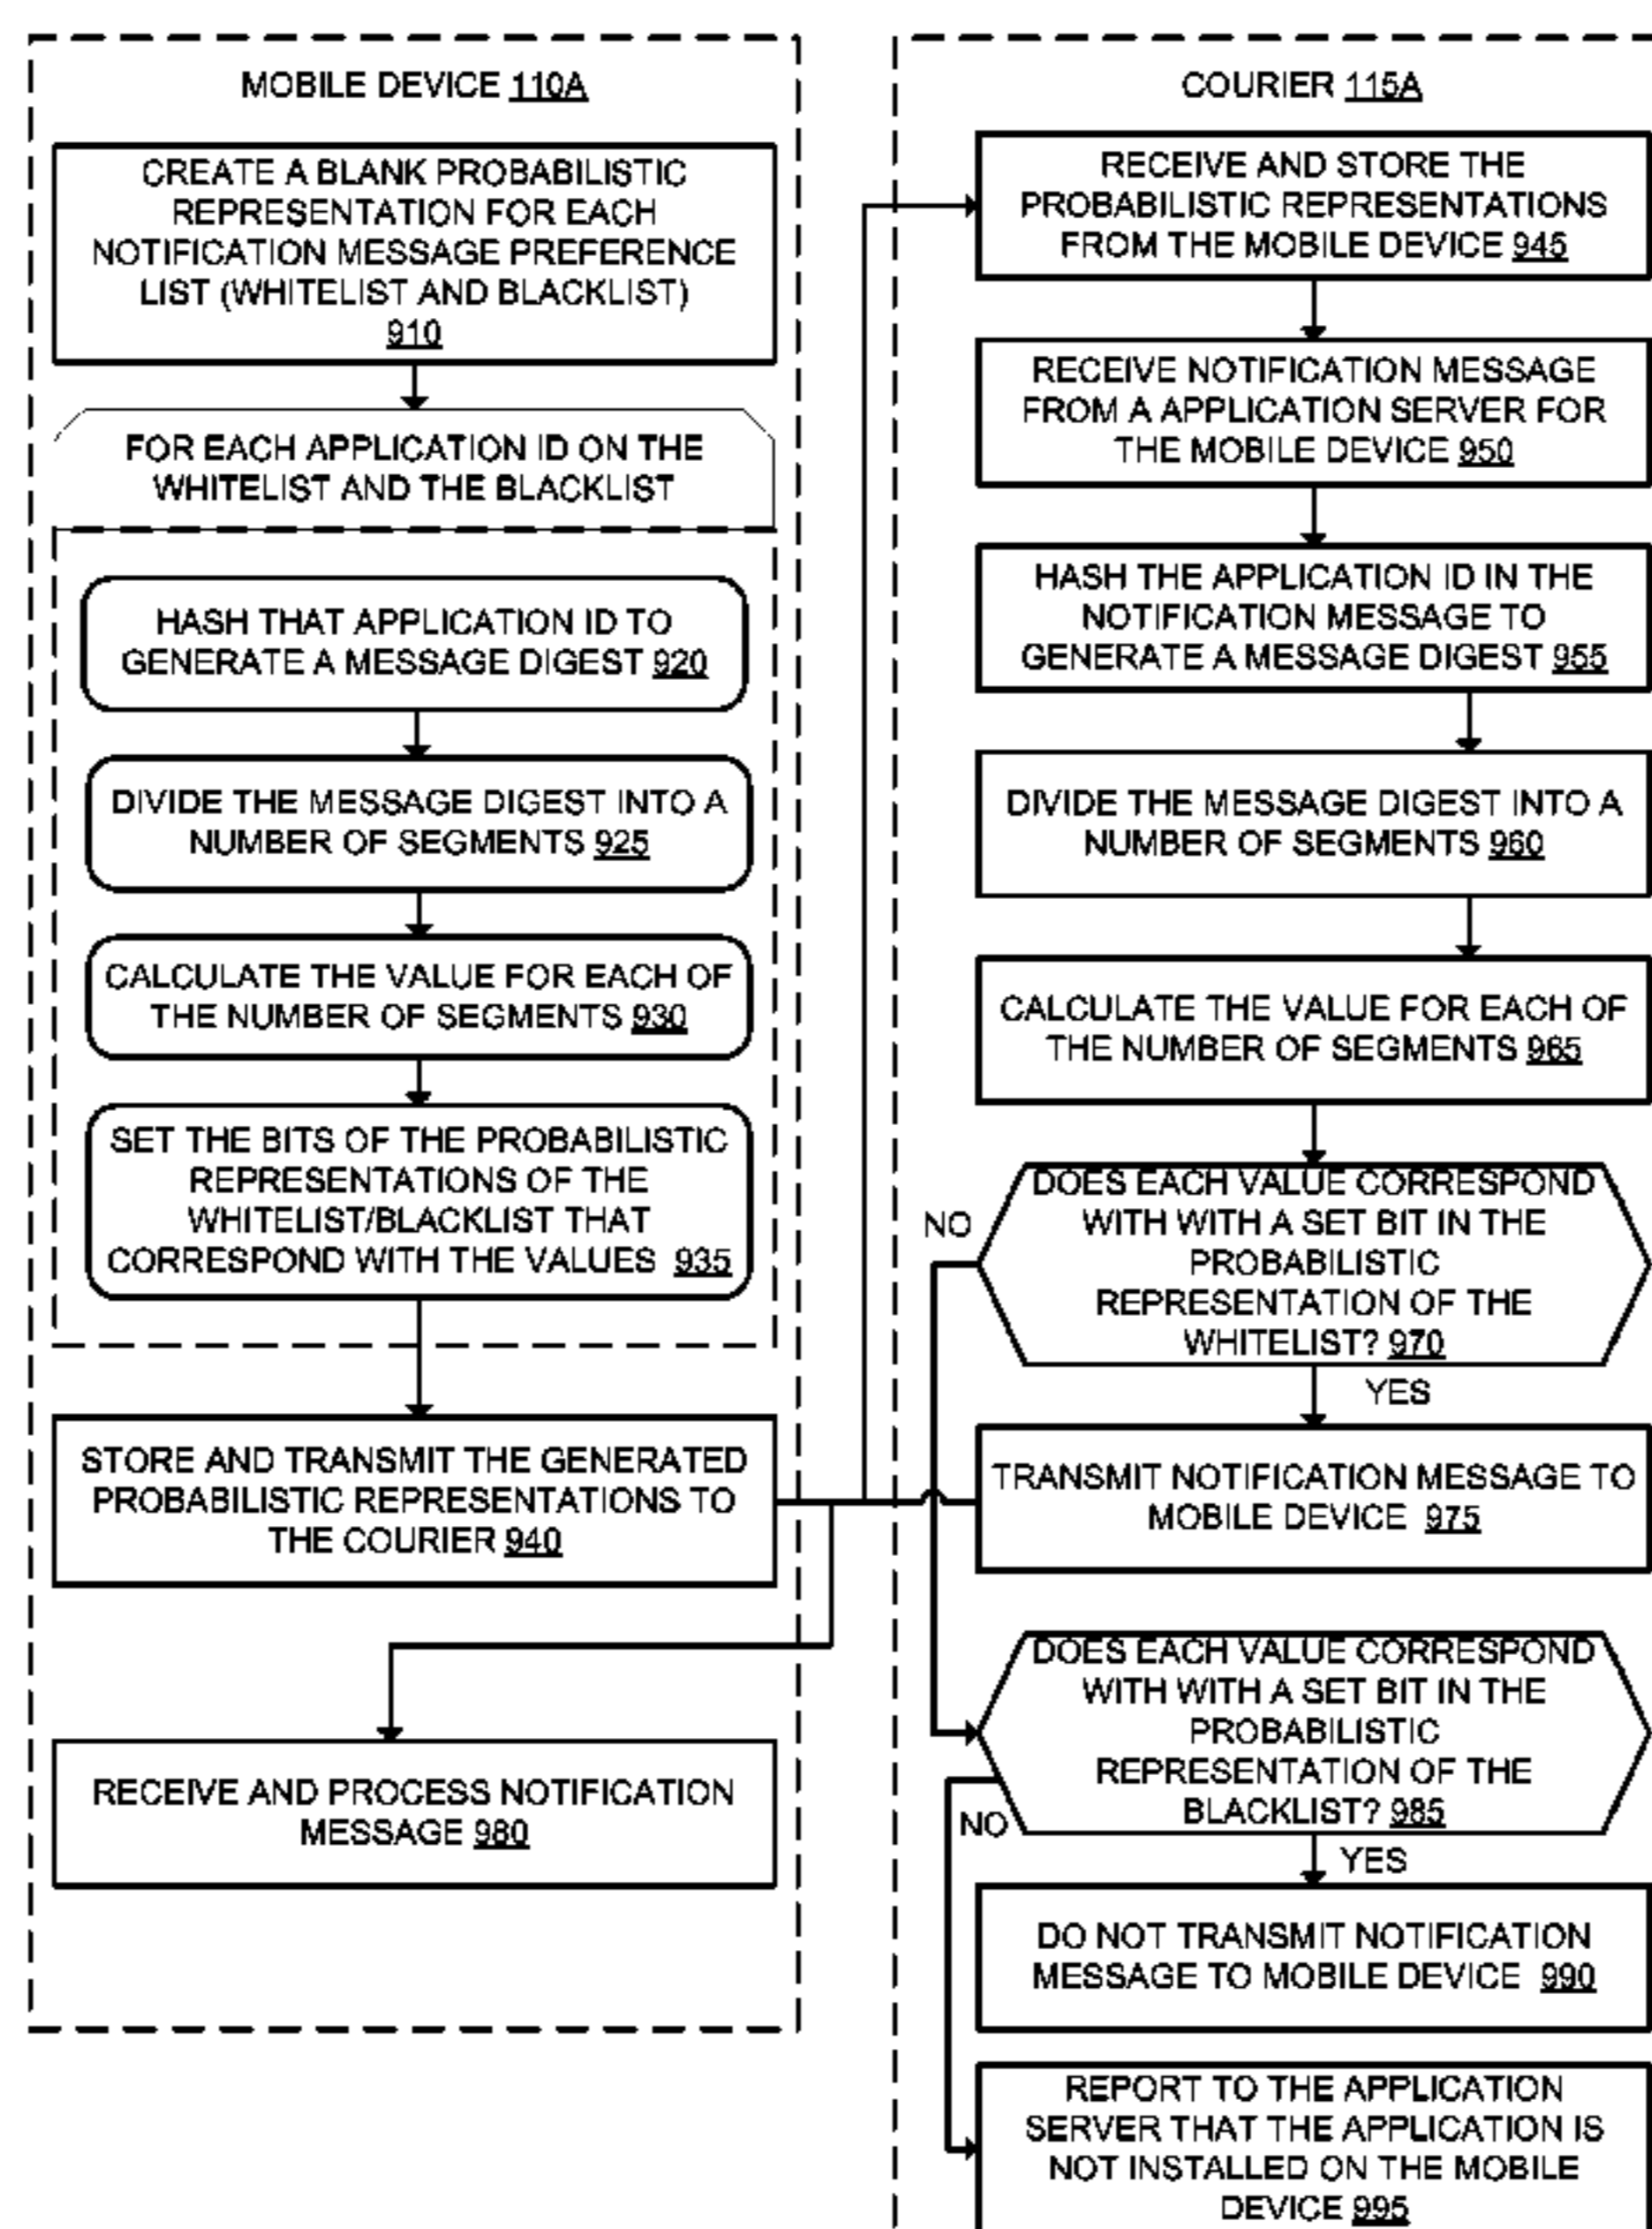 MOBILE DEVICE 110A
CREATE A BLANK PROBABILISTIC
REPRESENTATION FOR EACH
NOTIFICATION MESSAGE PREFERENCE
LIST (WHITELIST AND BLACKLIST)
910
FOR EACH APPLICATION ID ON THE
WHITELIST AND THE BLACKLIST
HASH THAT APPLICATION ID TO
GENERATE A MESSAGE DIGEST 920
DIVIDE THE MESSAGE DIGEST INTO A
NUMBER OF SEGMENTS 925
CALCULATE THE VALUE FOR EACH OF
THE NUMBER OF SEGMENTS 930
SET THE BITS OF THE PROBABILISTIC
REPRESENTATIONS OF THE
WHITELIST/BLACKLIST THAT
CORRESPOND WITH THE VALUES 935
STORE AND TRANSMIT THE GENERATED
PROBABILISTIC REPRESENTATIONS TO
THE COURIER 940
RECEIVE AND PROCESS NOTIFICATION
MESSAGE 980
COURIER 115A
RECEIVE AND STORE THE
PROBABILISTIC REPRESENTATIONS
FROM THE MOBILE DEVICE 945
RECEIVE NOTIFICATION MESSAGE
FROM A APPLICATION SERVER FOR
THE MOBILE DEVICE 950
HASH THE APPLICATION ID IN THE
NOTIFICATION MESSAGE TO
GENERATE A MESSAGE DIGEST 955
DIVIDE THE MESSAGE DIGEST INTO A
NUMBER OF SEGMENTS 960
CALCULATE THE VALUE FOR EACH OF
THE NUMBER OF SEGMENTS 965
DOES EACH VALUE CORRESPOND
WITH WITH A SET BIT IN THE
PROBABILISTIC
REPRESENTATION OF THE
WHITELIST? 970
NO
YES
TRANSMIT NOTIFICATION MESSAGE TO
MOBILE DEVICE 975
DOES EACH VALUE CORRESPOND
WITH WITH A SET BIT IN THE
PROBABILISTIC
REPRESENTATION OF THE
BLACKLIST? 985
NO
YES
DO NOT TRANSMIT NOTIFICATION
MESSAGE TO MOBILE DEVICE 990
REPORT TO THE APPLICATION
SERVER THAT THE APPLICATION IS
NOT INSTALLED ON THE MOBILE
DEVICE 995